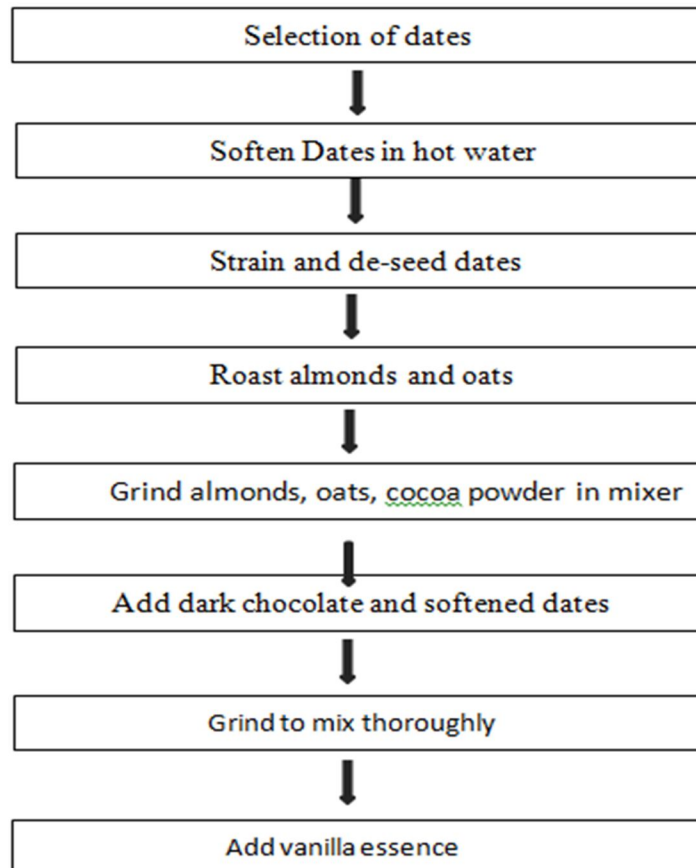 Selection of dates
Soften Dates in hot water
Strain and de-seed dates
Roast almonds and oats
Grind almonds, oats, cocoa powder in mixer
Add dark chocolate and softened dates
Grind to mix thoroughly
Add vanilla essence